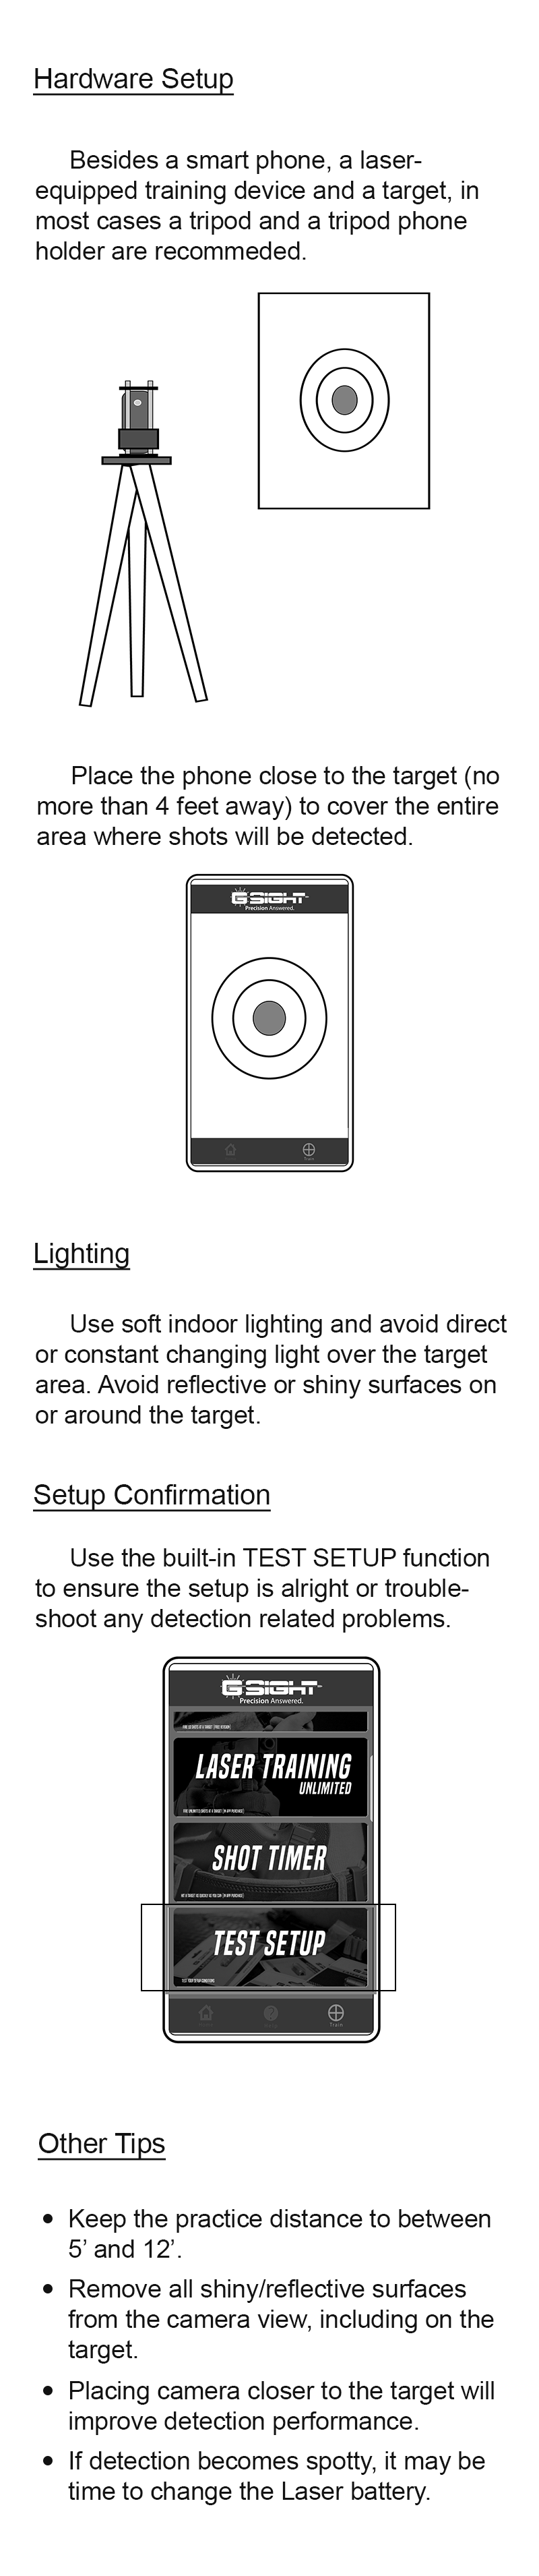 Hardware Setup
Besides a smart phone, a laser-
equipped training device and a target, in
most cases a tripod and a tripod phone
holder are recommeded.
Place the phone close to the target (no
more than 4 feet away) to cover the entire
area where shots will be detected.
G SIGHT
Precision Answered.
Train
Lighting
Use soft indoor lighting and avoid direct
or constant changing light over the target
area. Avoid reflective or shiny surfaces on
or around the target.
Setup Confirmation
Use the built-in TEST SETUP function
to ensure the setup is alright or trouble-
shoot any detection related problems.
G SIGHT
Precision Answered.
LASER TRAINING
UNLIMITED
SHOT TIMER
TEST SETUP
Train
Other Tips
• Keep the practice distance to between
5’ and 12’.
• Remove all shiny/reflective surfaces
from the camera view, including on the
target.
• Placing camera closer to the target will
improve detection performance.
• If detection becomes spotty, it may be
time to change the Laser battery.